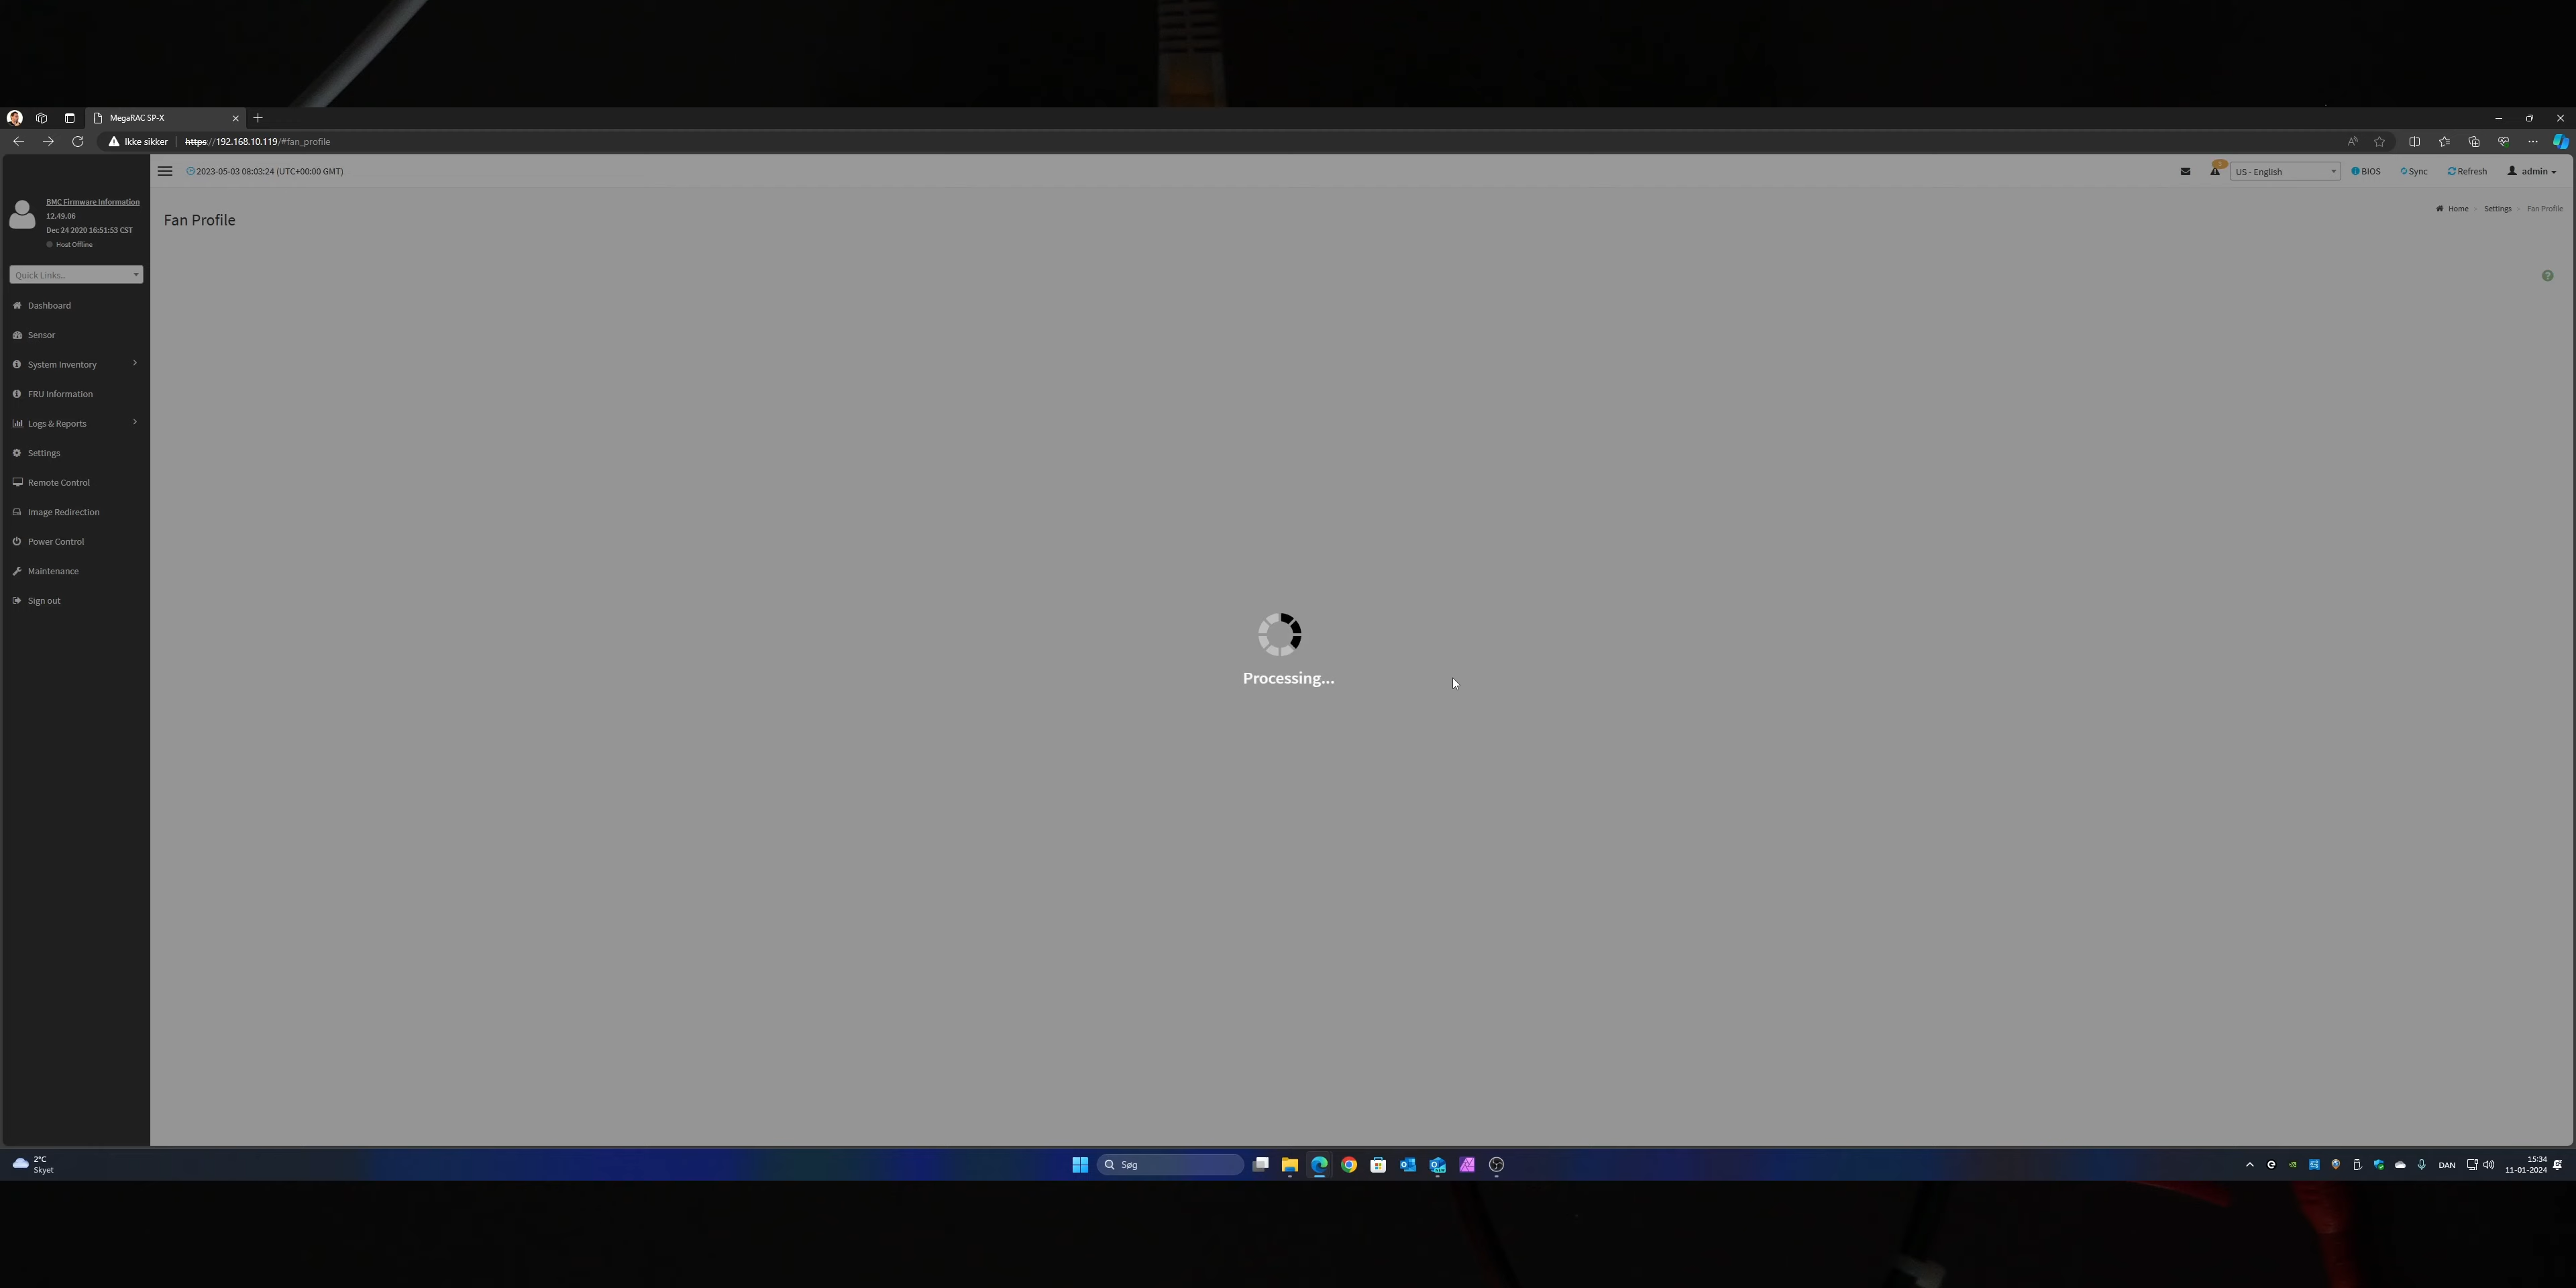 MegaRAC SP-X
Ikke sikker
https://192.168.10.119/#fan_profile
2023-05-03 08:03:24 (UTC+00:00 GMT)
US - English
BIOS
Sync
Refresh
admin
BMC Firmware Information
12.49.06
Dec 24 2020 16:51:53 CST
Host Offline
Fan Profile
Home
Settings
Fan Profile
Quick Links..
Dashboard
Sensor
System Inventory
FRU Information
Logs & Reports
Settings
Remote Control
Image Redirection
Power Control
Maintenance
Sign out
Processing...
2°C
Skyet
Søg
DAN
15:34
11-01-2024